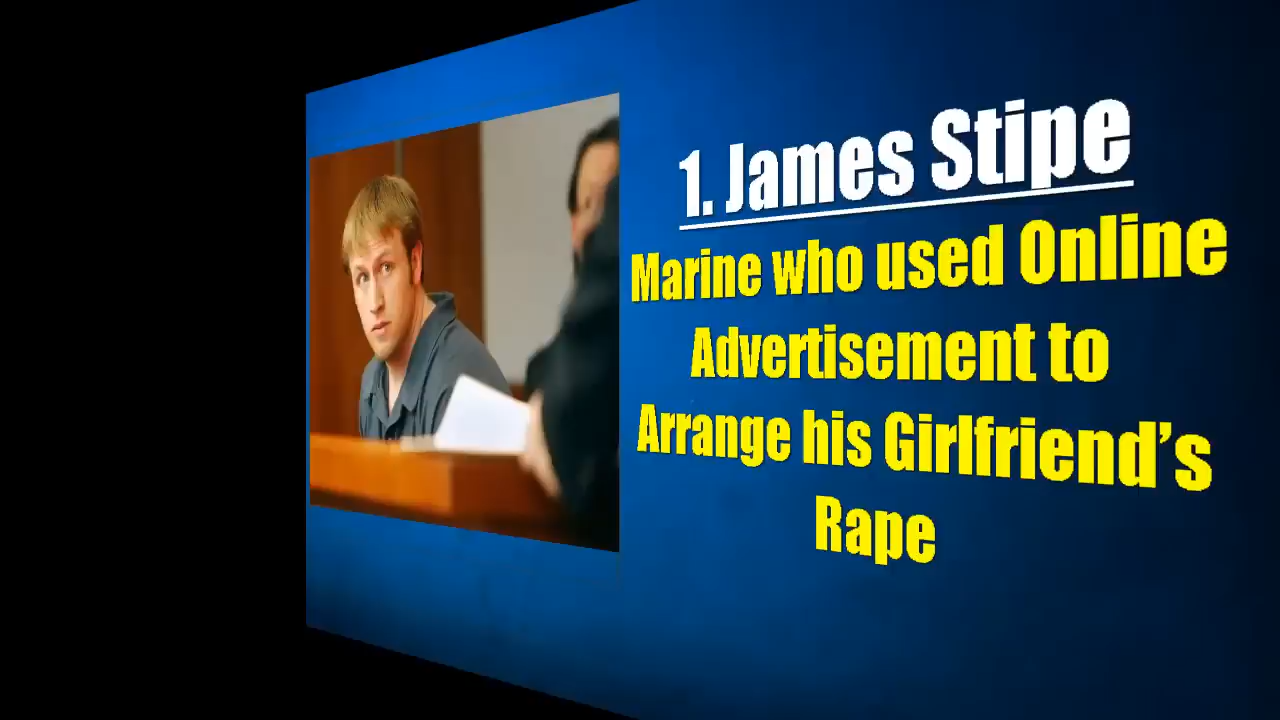 1. James Stipe
Marine who used Online
Advertisement to
Arrange his Girlfriend’s
Rape